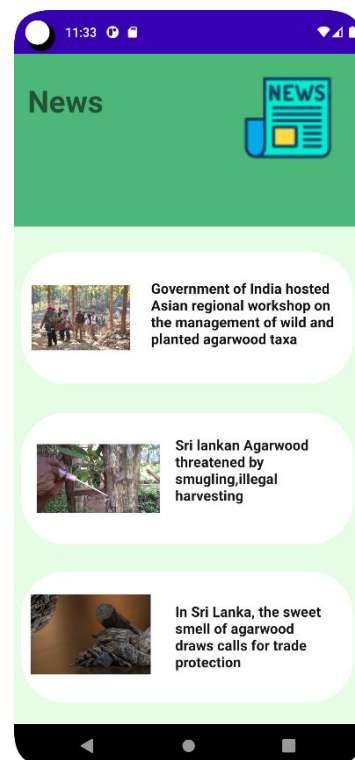 11:33
News
NEWS
Government of India hosted
Asian regional workshop on
the management of wild and
planted agarwood taxa
Sri lankan Agarwood
threatened by
smugling,illegal
harvesting
In Sri Lanka, the sweet
smell of agarwood
draws calls for trade
protection